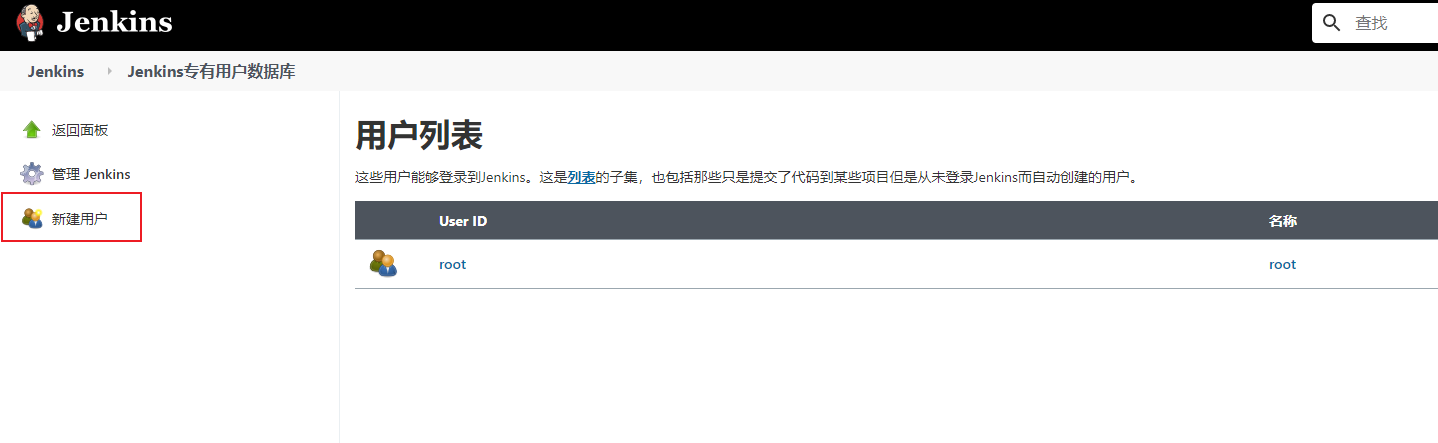 Jenkins
查找
Jenkins
Jenkins专有用户数据库
返回面板
管理 Jenkins
新建用户
用户列表
这些用户能够登录到Jenkins。这是列表的子集，也包括那些只是提交了代码到某些项目但是从未登录Jenkins而自动创建的用户。
User ID 名称
root root